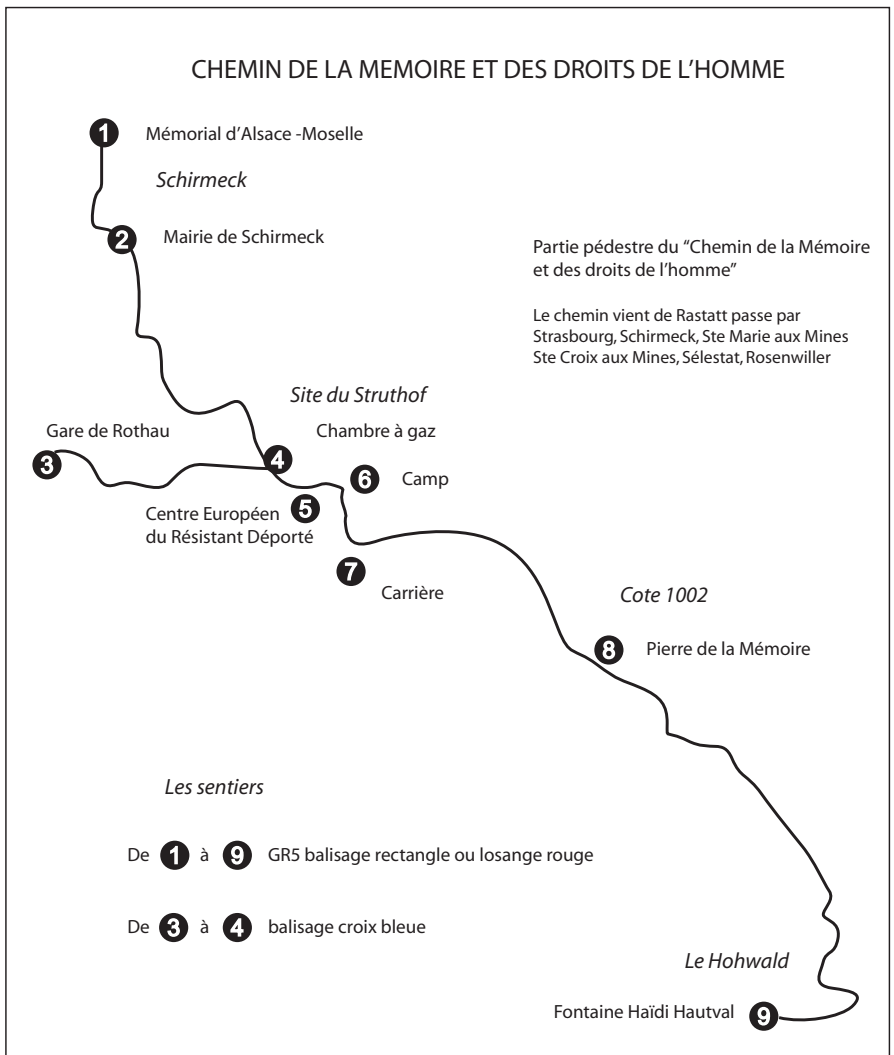 CHEMIN DE LA MEMOIRE ET DES DROITS DE L'HOMME
1 Mémorial d'Alsace -Moselle
Schirmeck
2 Mairie de Schirmeck
Partie pédestre du "Chemin de la Mémoire
et des droits de l'homme"
Le chemin vient de Rastatt passe par
Strasbourg, Schirmeck, Ste Marie aux Mines
Ste Croix aux Mines, Sélestat, Rosenwiller
Site du Struthof
Gare de Rothau
3
Chambre à gaz
4
6 Camp
Centre Européen
du Résistant Déporté
5
7
Carrière
Cote 1002
8 Pierre de la Mémoire
Les sentiers
De 1 à 9 GR5 balisage rectangle ou losange rouge
De 3 à 4 balisage croix bleue
Le Hohwald
Fontaine Haïdi Hautval 9